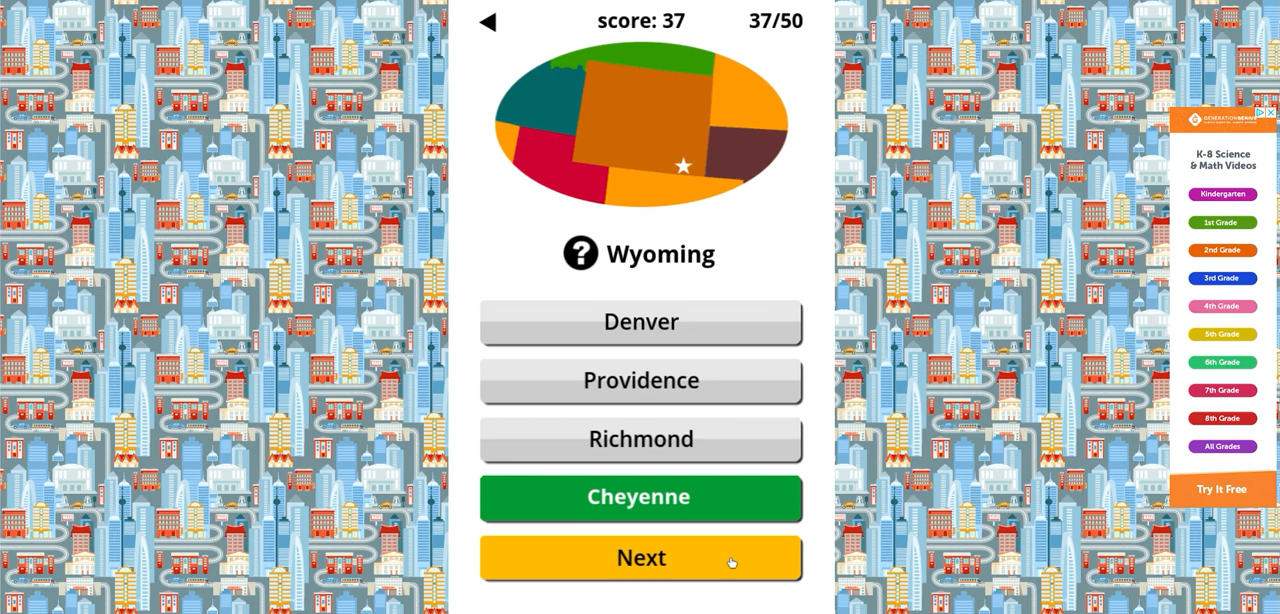 score: 37
37/50
? Wyoming
Denver
Providence
Richmond
Cheyenne
Next
K-8 Science
& Math Videos
Kindergarten
1st Grade
2nd Grade
3rd Grade
4th Grade
5th Grade
6th Grade
7th Grade
8th Grade
All Grades
Try It Free